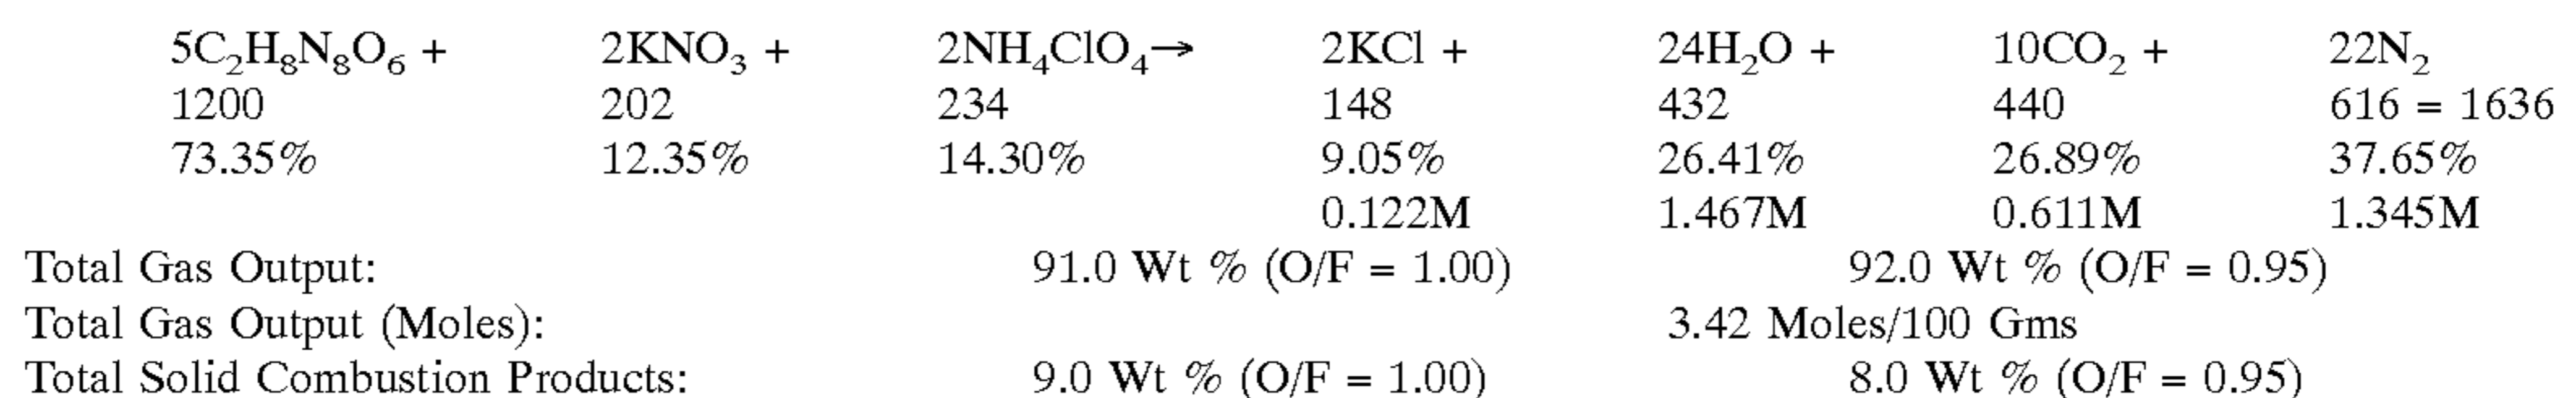 5C₂H₈N₈O₆ + 2KNO₃ + 2NH₄ClO₄→ 2KCl + 24H₂O + 10CO₂ + 22N₂
1200 202 234 148 432 440 616 = 1636
73.35% 12.35% 14.30% 9.05% 26.41% 26.89% 37.65%
0.122M 1.467M 0.611M 1.345M
Total Gas Output: 91.0 Wt % (O/F = 1.00) 92.0 Wt % (O/F = 0.95)
Total Gas Output (Moles): 3.42 Moles/100 Gms
Total Solid Combustion Products: 9.0 Wt % (O/F = 1.00) 8.0 Wt % (O/F = 0.95)